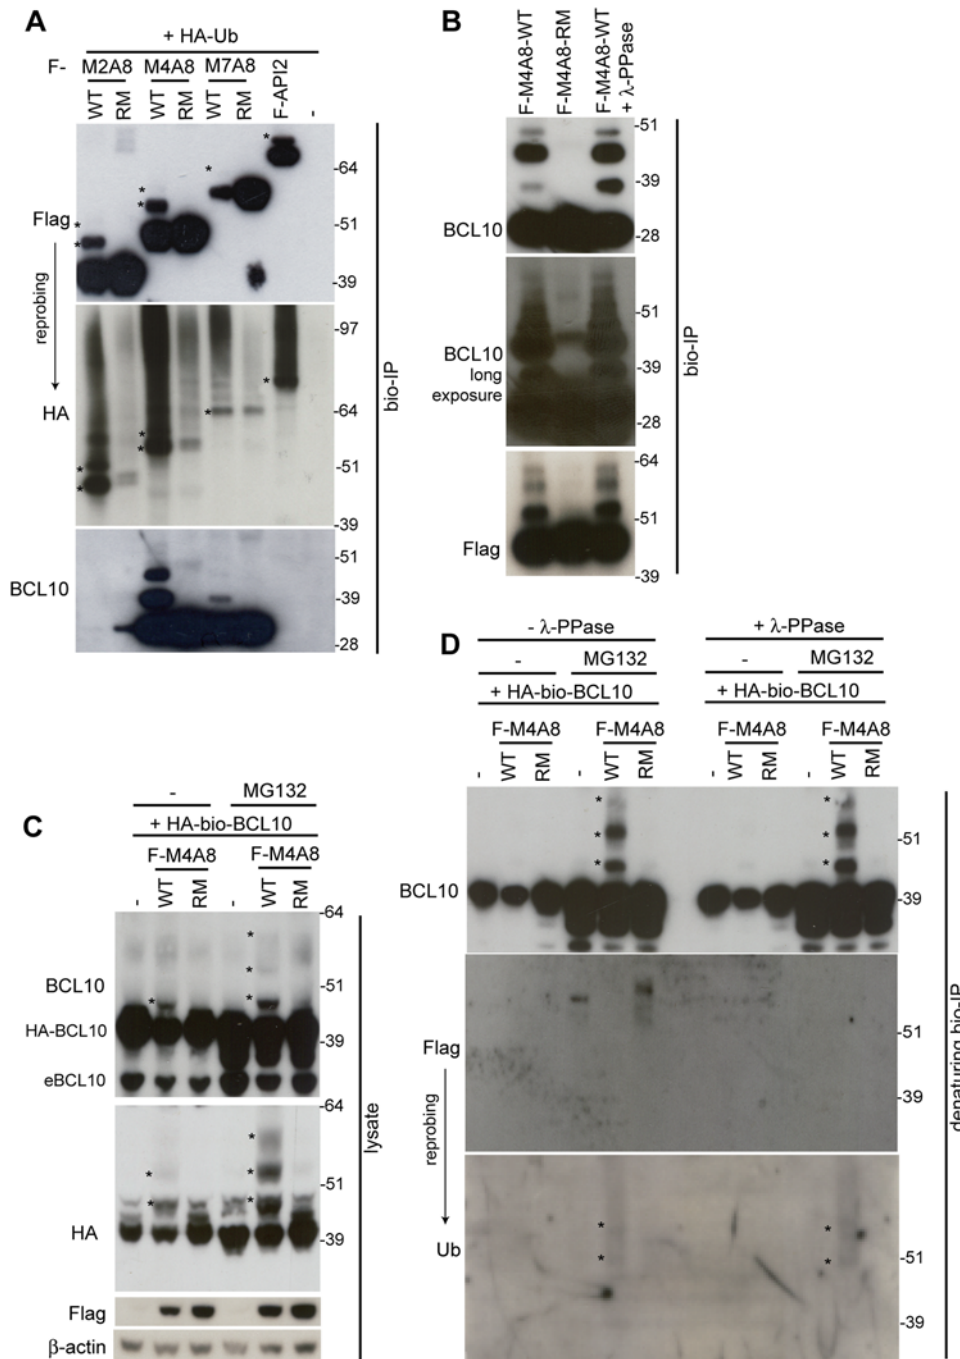 A
+ HA-Ub
F- M2A8 M4A8 M7A8 F-API2 -
WT RM WT RM WT RM
Flag
* * * * * *
-64
-51
-39
reprobing
HA
* * * * * *
-97
-64
-51
-39
BCL10
-51
-39
-28
bio-IP
B
F-M4A8-WT
F-M4A8-RM
F-M4A8-WT
+ λ-PPase
BCL10
-51
-39
-28
BCL10
long
exposure
-51
-39
-28
Flag
-64
-51
-39
bio-IP
C
- MG132
+ HA-bio-BCL10
F-M4A8 F-M4A8
- WT RM - WT RM
BCL10
HA-BCL10
eBCL10
* * * *
-64
-51
-39
HA
* * * * *
-64
-51
-39
Flag
β-actin
lysate
D
- λ-PPase + λ-PPase
- MG132 - MG132
+ HA-bio-BCL10 + HA-bio-BCL10
F-M4A8 F-M4A8 F-M4A8 F-M4A8
- WT RM - WT RM - WT RM - WT RM
BCL10
* * * * * *
-51
-39
Flag
-51
-39
reprobing
Ub
* * * *
-51
-39
denaturing bio-IP